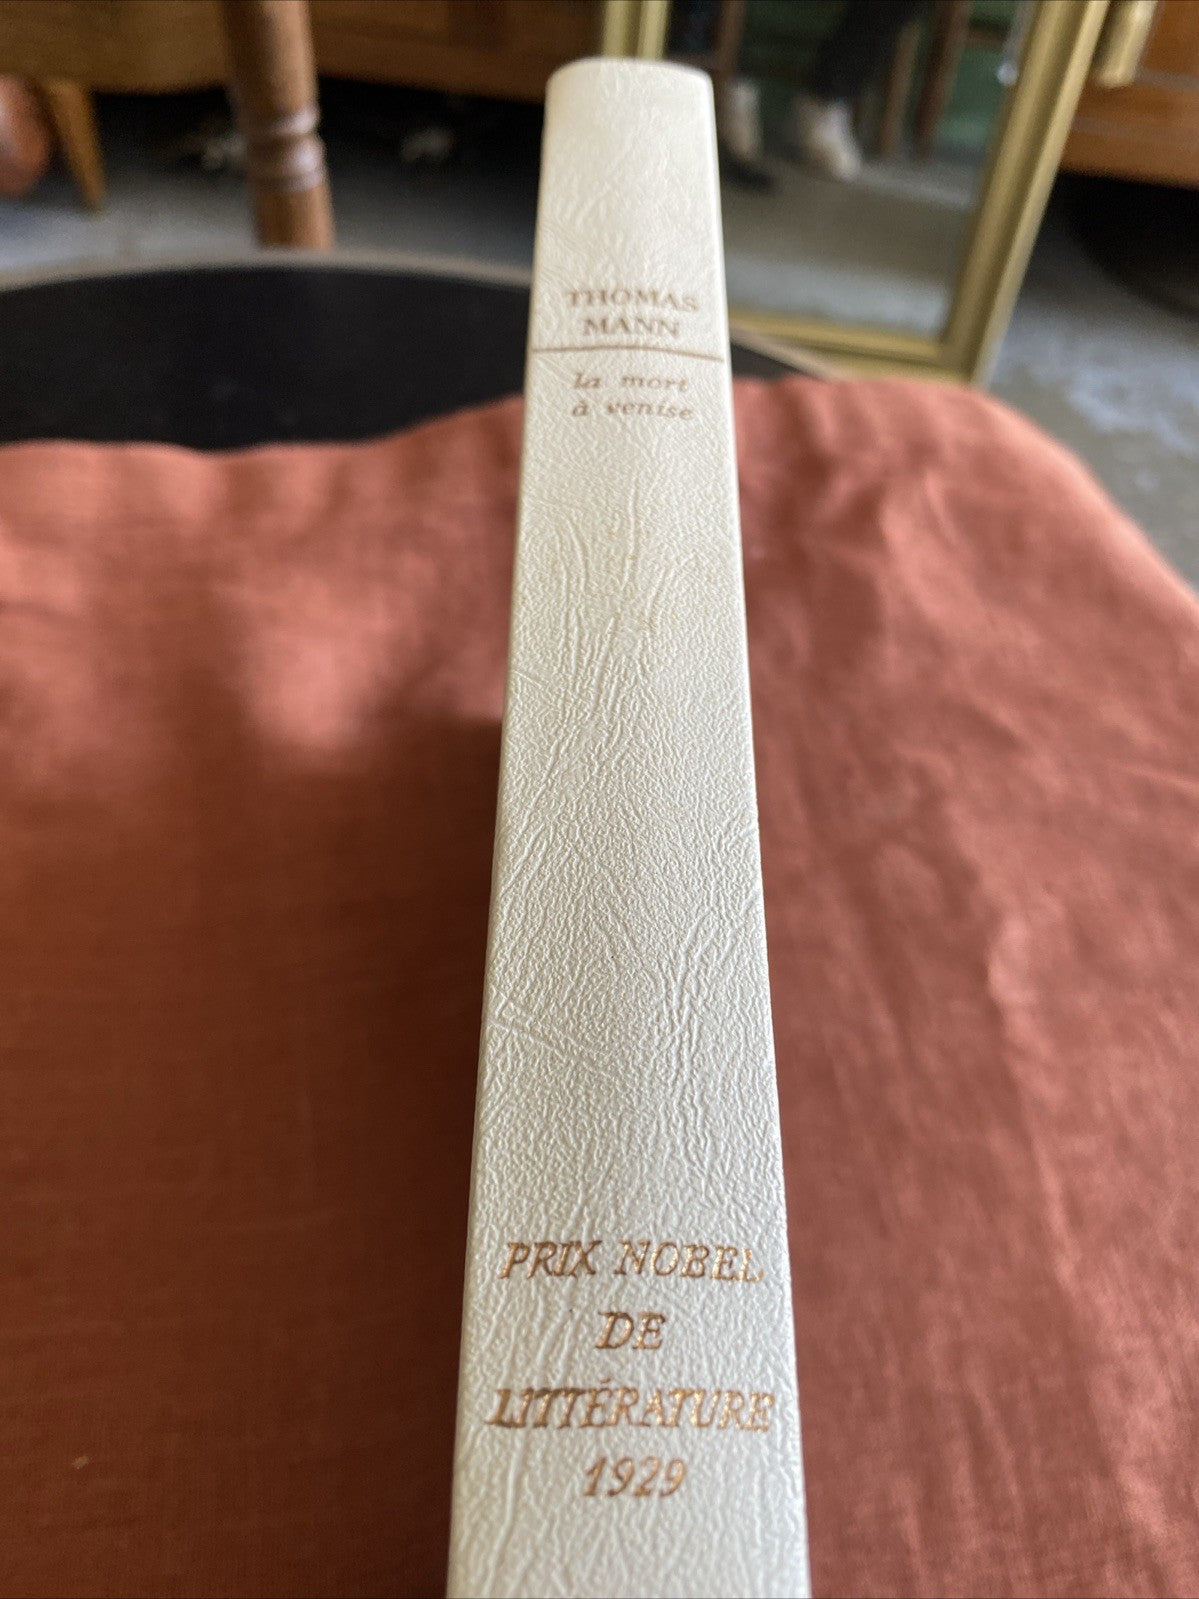 THOMAS
MANN
la mort
à venise
PRIX NOBEL
DE
LITTÉRATURE
1929